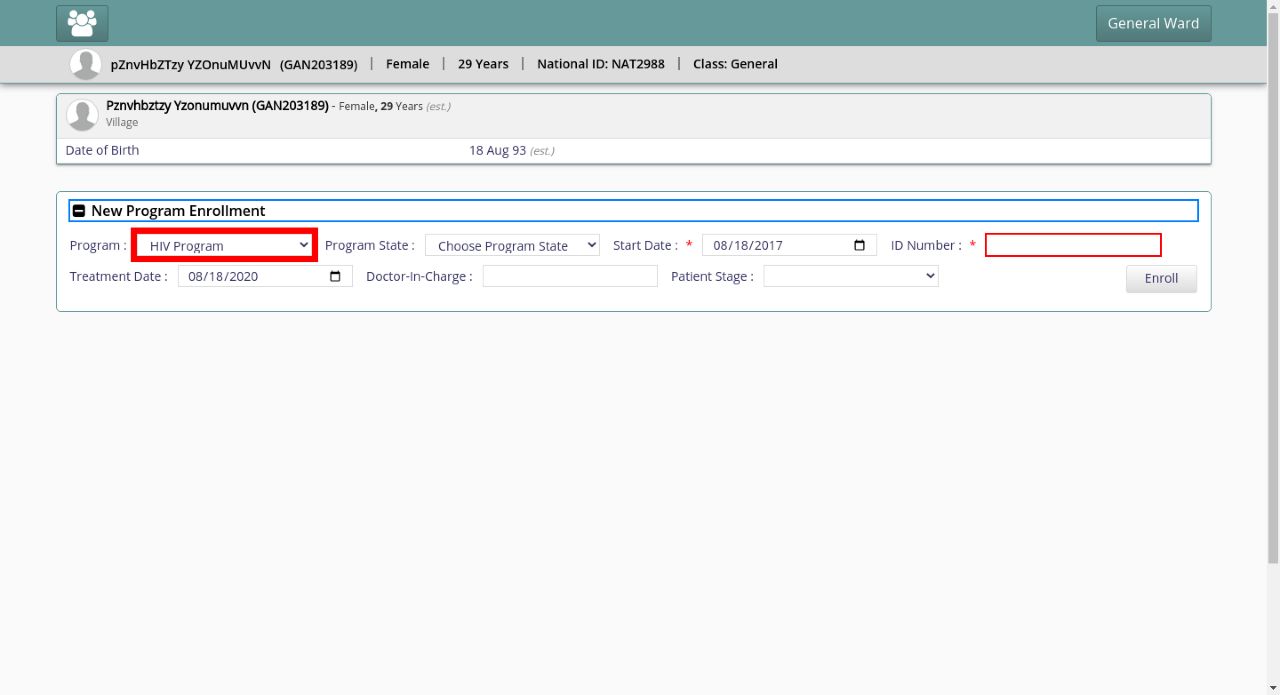 General Ward
pZnvHbZTzy YZOnuMUvvN (GAN203189) | Female | 29 Years | National ID: NAT2988 | Class: General
Pznvhbztzy Yzonumuvvn (GAN203189) - Female, 29 Years (est.)
Village
Date of Birth 18 Aug 93 (est.)
New Program Enrollment
Program : HIV Program Program State : Choose Program State Start Date : * 08/18/2017 ID Number : *
Treatment Date : 08/18/2020 Doctor-In-Charge : Patient Stage : Enroll